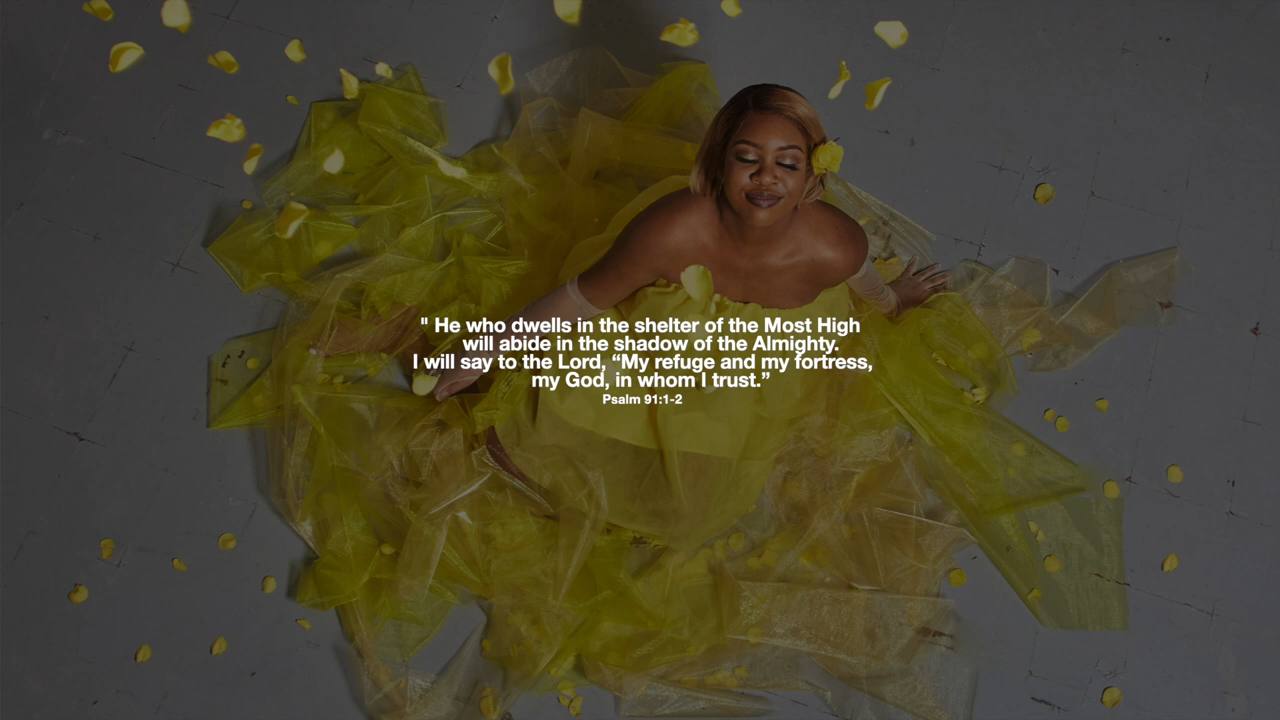 " He who dwells in the shelter of the Most High
will abide in the shadow of the Almighty.
I will say to the Lord, “My refuge and my fortress,
my God, in whom I trust.”
Psalm 91:1-2